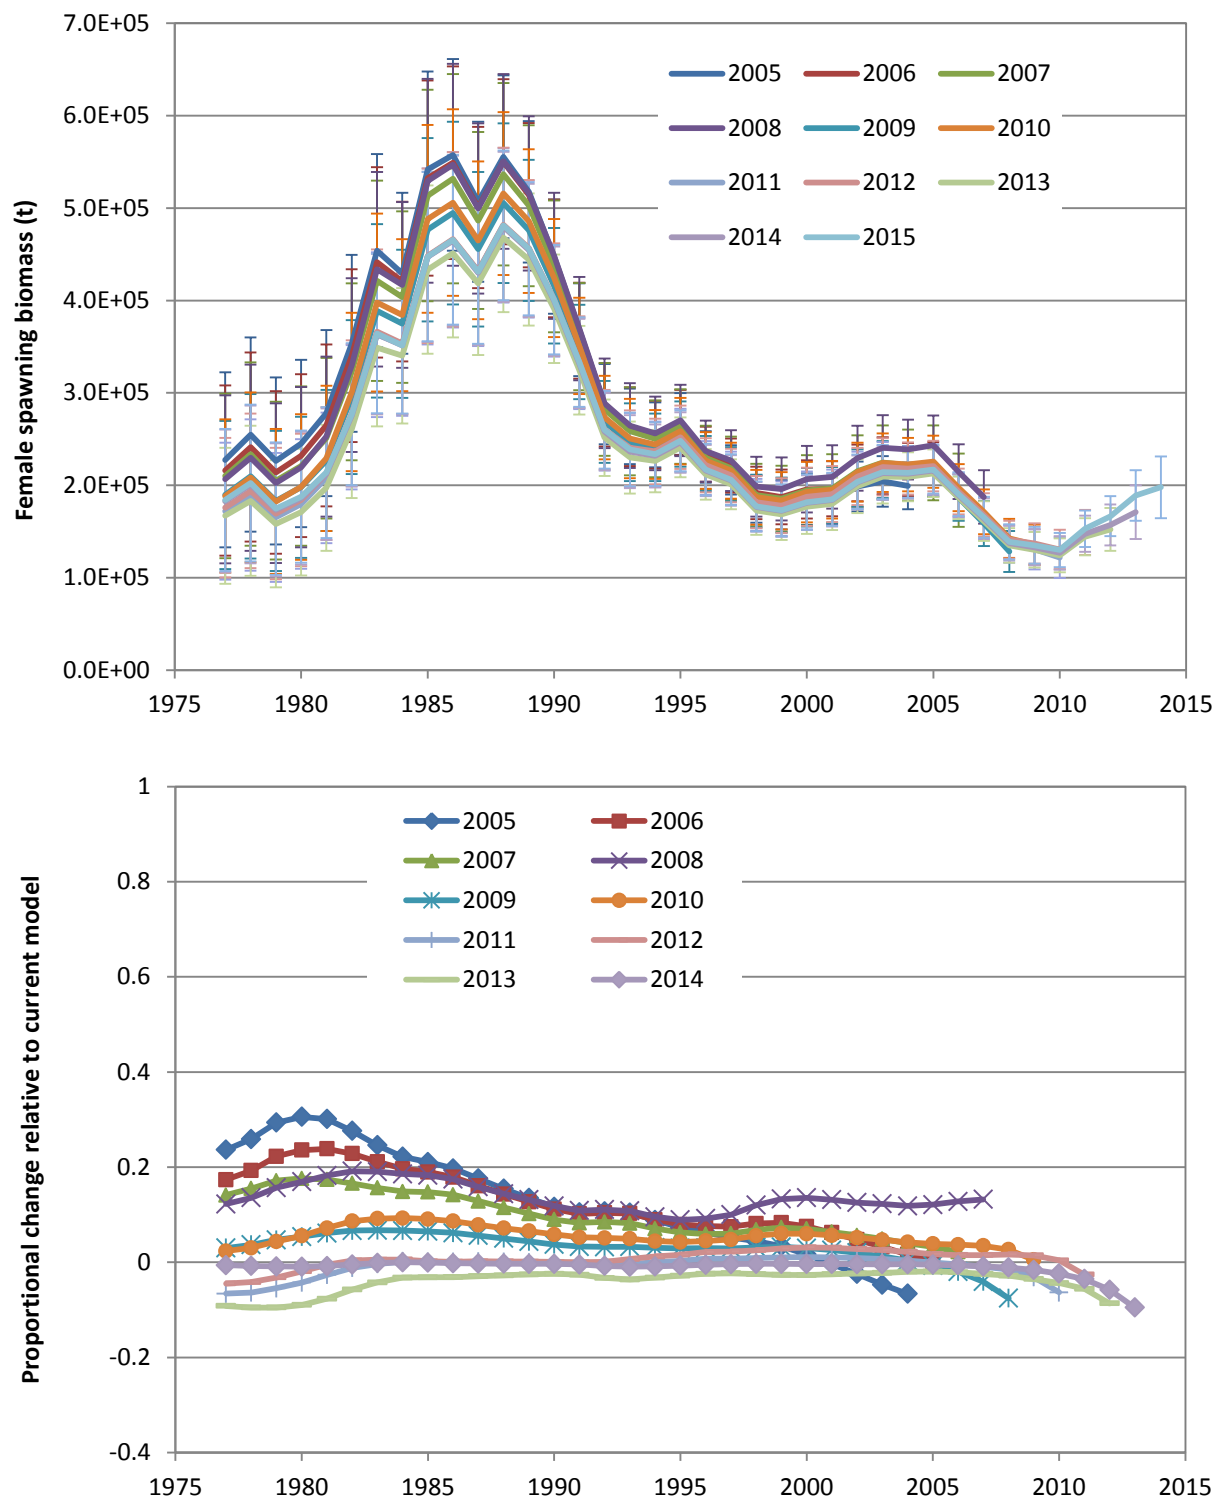 7.0E+05
6.0E+05
5.0E+05
4.0E+05
3.0E+05
2.0E+05
1.0E+05
0.0E+00
Female spawning biomass (t)
2005 2006 2007
2008 2009 2010
2011 2012 2013
2014 2015
1975 1980 1985 1990 1995 2000 2005 2010 2015
1
0.8
0.6
0.4
0.2
0
-0.2
-0.4
Proportional change relative to current model
2005 2006
2007 2008
2009 2010
2011 2012
2013 2014
1975 1980 1985 1990 1995 2000 2005 2010 2015